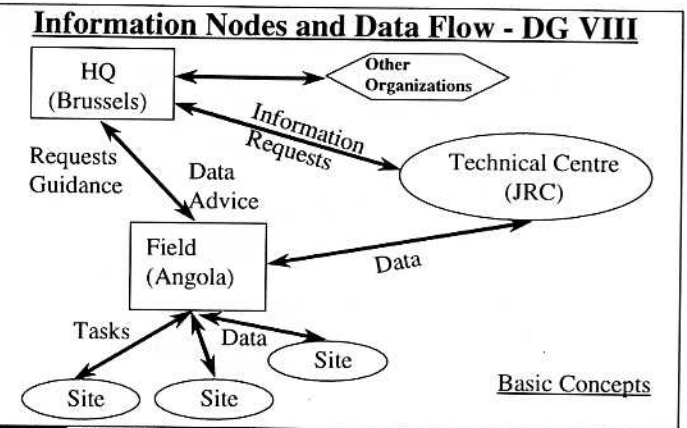 Information Nodes and Data Flow - DG VIII
HQ
(Brussels)
Other
Organizations
Information
Requests
Technical Centre
(JRC)
Requests
Guidance
Data
Advice
Field
(Angola)
Data
Tasks
Data
Site
Site
Site
Basic Concepts